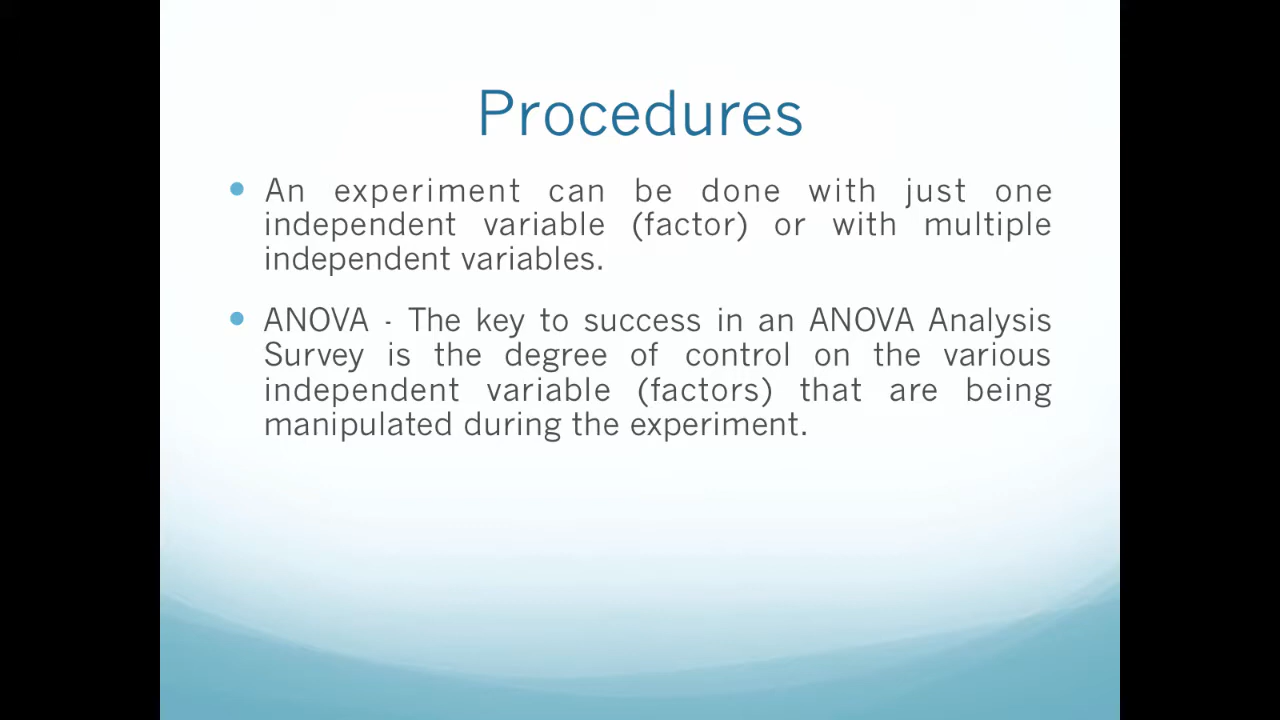 Procedures
An experiment can be done with just one
independent variable (factor) or with multiple
independent variables.
ANOVA - The key to success in an ANOVA Analysis
Survey is the degree of control on the various
independent variable (factors) that are being
manipulated during the experiment.